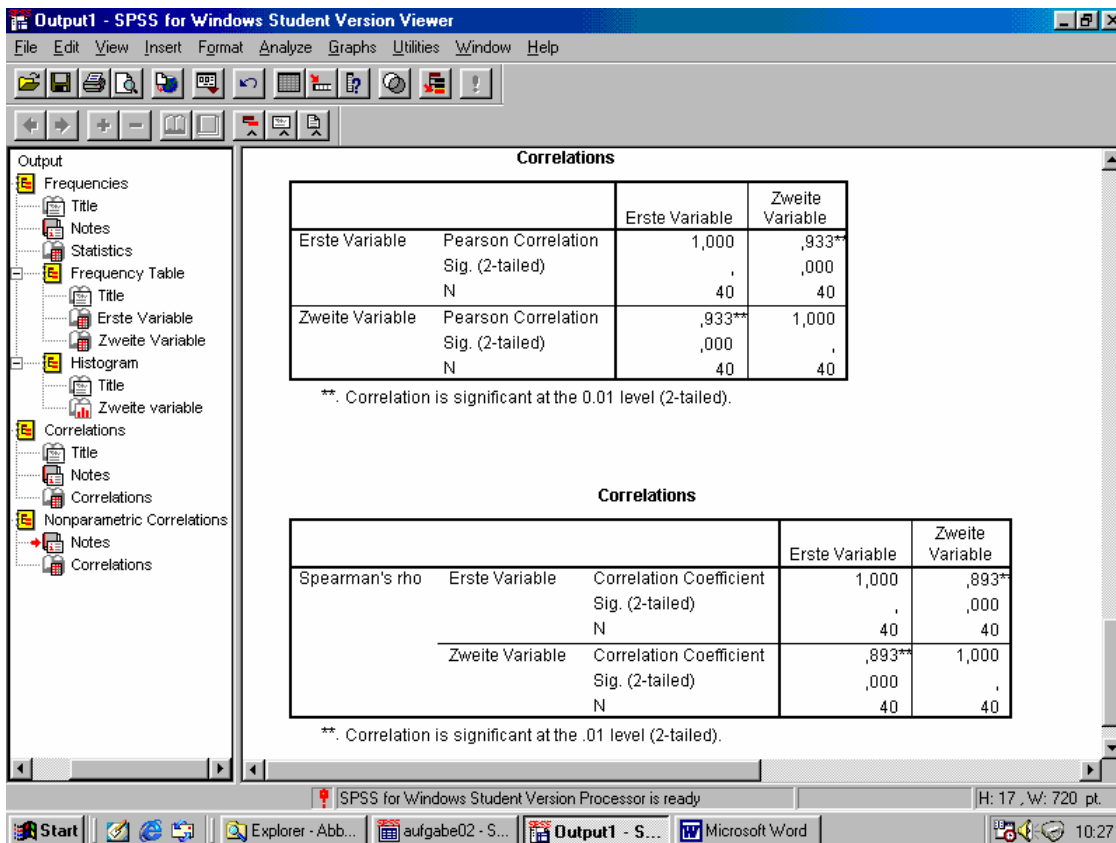 Output1 - SPSS for Windows Student Version Viewer
File Edit View Insert Format Analyze Graphs Utilities Window Help
Output
Frequencies
Title
Notes
Statistics
Frequency Table
Title
Erste Variable
Zweite Variable
Histogram
Title
Zweite variable
Correlations
Title
Notes
Correlations
Nonparametric Correlations
Notes
Correlations
Correlations
Erste Variable Zweite Variable
Erste Variable Pearson Correlation 1,000 ,933**
Sig. (2-tailed) , ,000
N 40 40
Zweite Variable Pearson Correlation ,933** 1,000
Sig. (2-tailed) ,000 ,
N 40 40
**. Correlation is significant at the 0.01 level (2-tailed).
Correlations
Erste Variable Zweite Variable
Spearman's rho Erste Variable Correlation Coefficient 1,000 ,893**
Sig. (2-tailed) , ,000
N 40 40
Zweite Variable Correlation Coefficient ,893** 1,000
Sig. (2-tailed) ,000 ,
N 40 40
**. Correlation is significant at the .01 level (2-tailed).
SPSS for Windows Student Version Processor is ready
H: 17 , W: 720 pt.
Start Explorer - Abb... aufgabe02 - S... Output1 - S... Microsoft Word 10:27